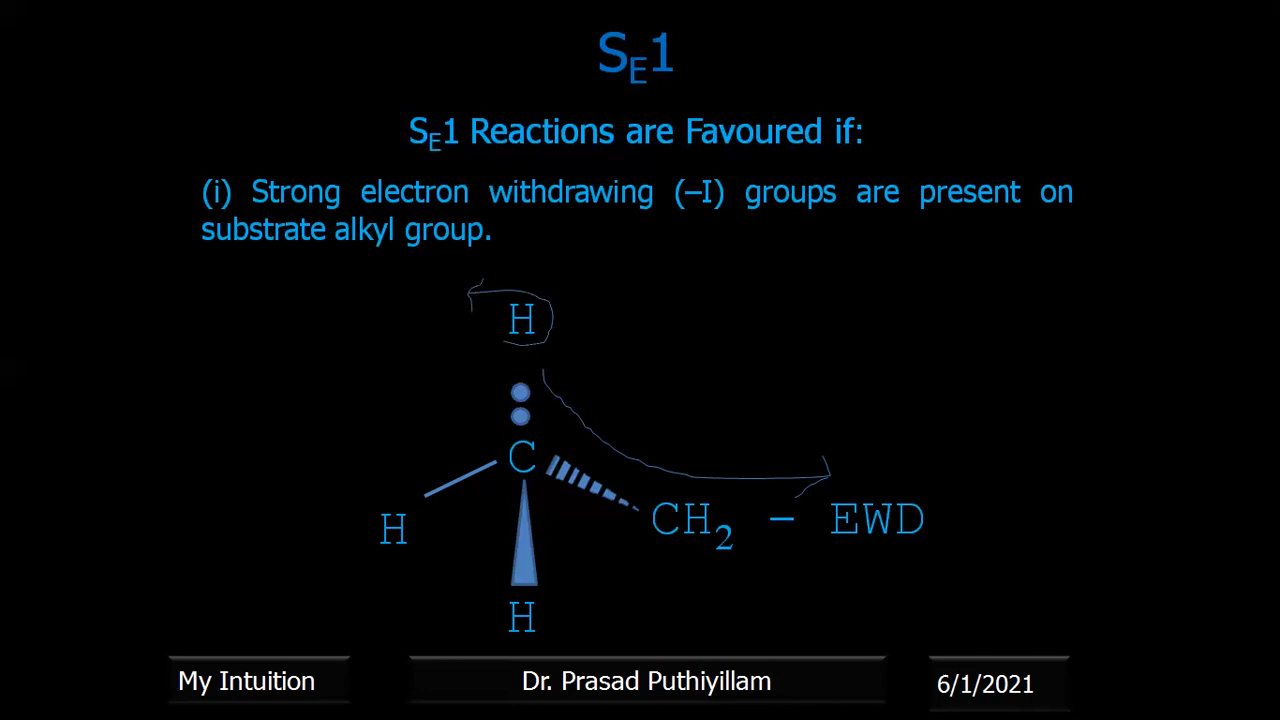 SE1
SE1 Reactions are Favoured if:
(i) Strong electron withdrawing (–I) groups are present on
substrate alkyl group.
H
C
H
CH2 – EWD
H
My Intuition
Dr. Prasad Puthiyillam
6/1/2021